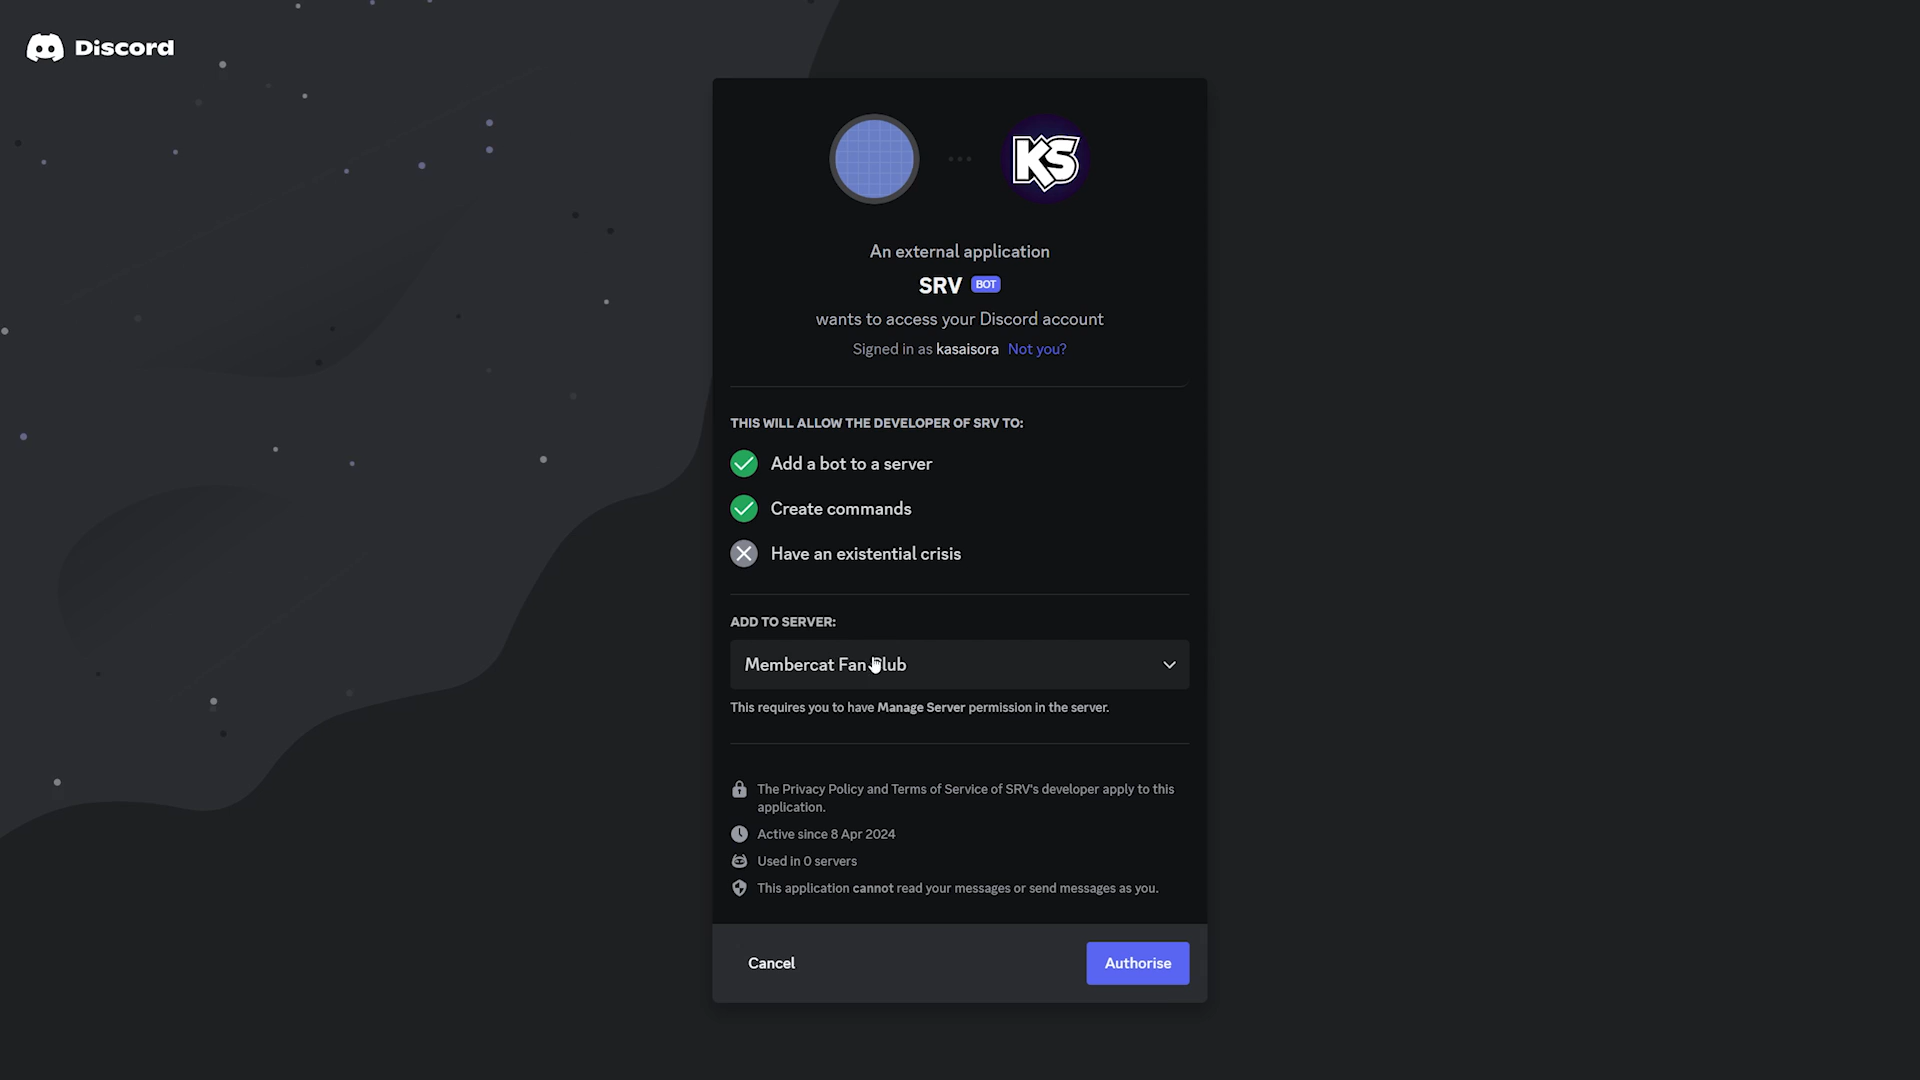 Discord
KS
An external application
SRV BOT
wants to access your Discord account
Signed in as kasaisora Not you?
THIS WILL ALLOW THE DEVELOPER OF SRV TO:
Add a bot to a server
Create commands
Have an existential crisis
ADD TO SERVER:
Membercat Fan Club
This requires you to have Manage Server permission in the server.
The Privacy Policy and Terms of Service of SRV's developer apply to this
application.
Active since 8 Apr 2024
Used in 0 servers
This application cannot read your messages or send messages as you.
Cancel
Authorise